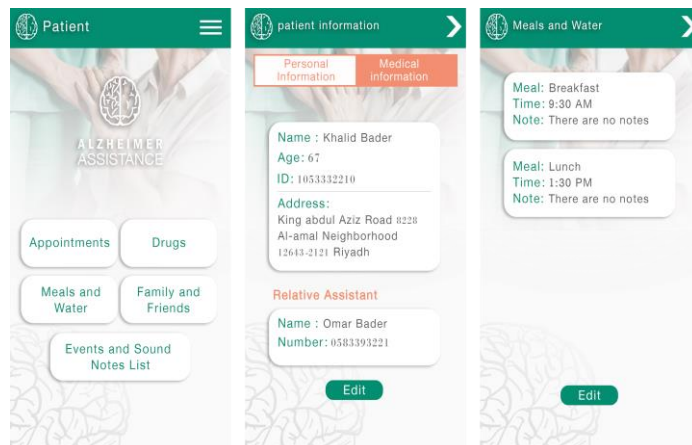 Patient
ALZHEIMER
ASSISTANCE
Appointments
Drugs
Meals and
Water
Family and
Friends
Events and Sound
Notes List
patient information
Personal
Information
Medical
information
Name : Khalid Bader
Age: 67
ID: 1053332210
Address:
King abdul Aziz Road 8228
Al-amal Neighborhood
12643-2121 Riyadh
Relative Assistant
Name : Omar Bader
Number: 0583393221
Edit
Meals and Water
Meal: Breakfast
Time: 9:30 AM
Note: There are no notes
Meal: Lunch
Time: 1:30 PM
Note: There are no notes
Edit